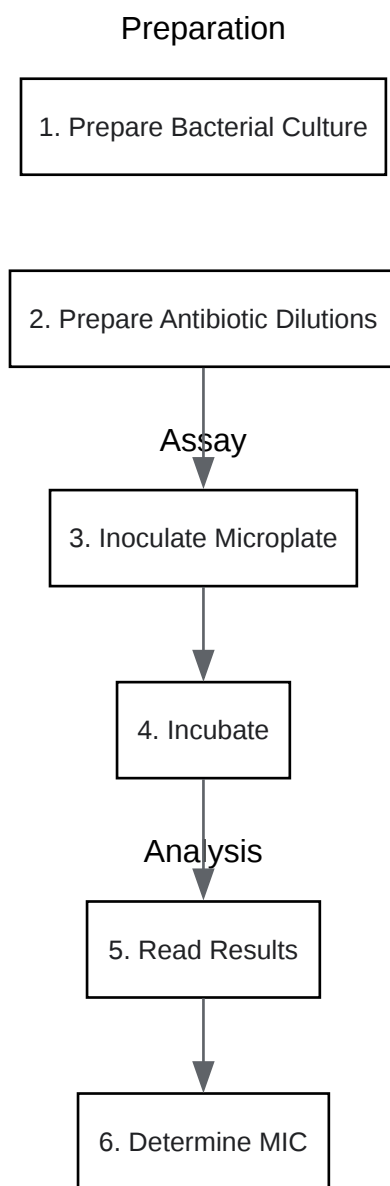 Preparation
1. Prepare Bacterial Culture
2. Prepare Antibiotic Dilutions
Assay
3. Inoculate Microplate
4. Incubate
Analysis
5. Read Results
6. Determine MIC